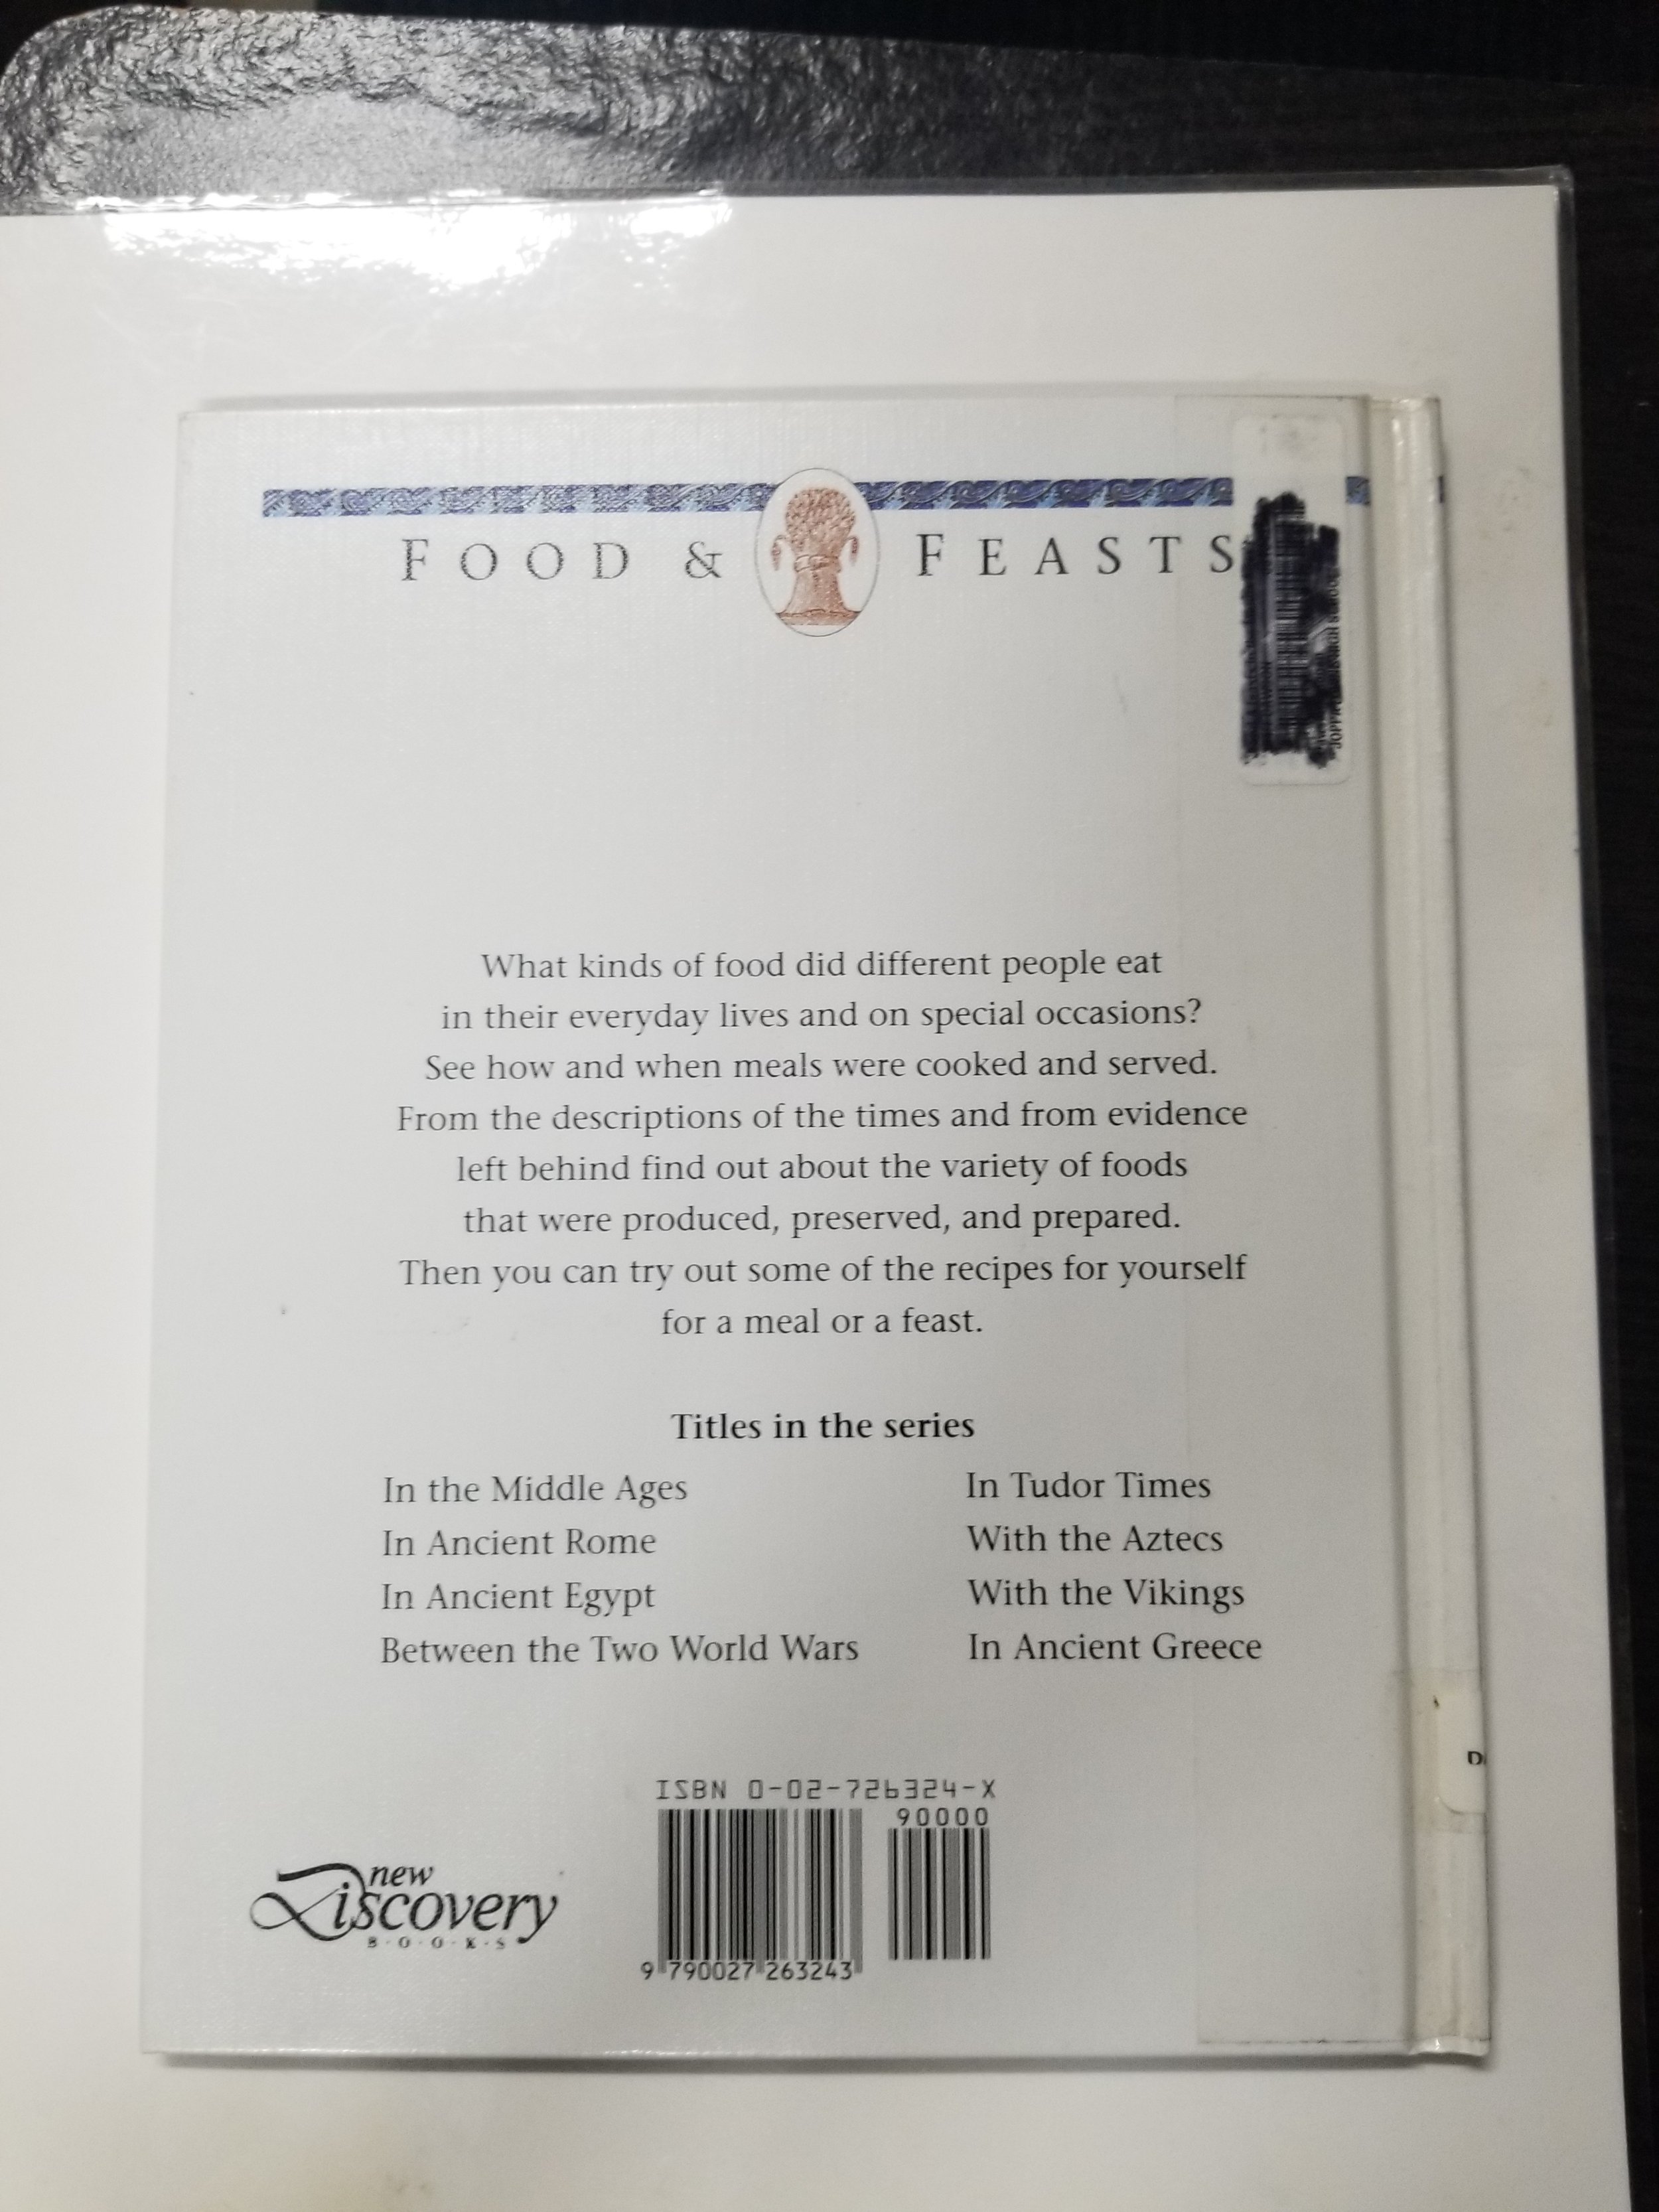 FOOD & FEASTS
What kinds of food did different people eat
in their everyday lives and on special occasions?
See how and when meals were cooked and served.
From the descriptions of the times and from evidence
left behind find out about the variety of foods
that were produced, preserved, and prepared.
Then you can try out some of the recipes for yourself
for a meal or a feast.
Titles in the series
In the Middle Ages
In Ancient Rome
In Ancient Egypt
Between the Two World Wars
In Tudor Times
With the Aztecs
With the Vikings
In Ancient Greece
ISBN 0-02-726324-X
90000
9 790027 263243
new
Discovery
B·O·O·K·S